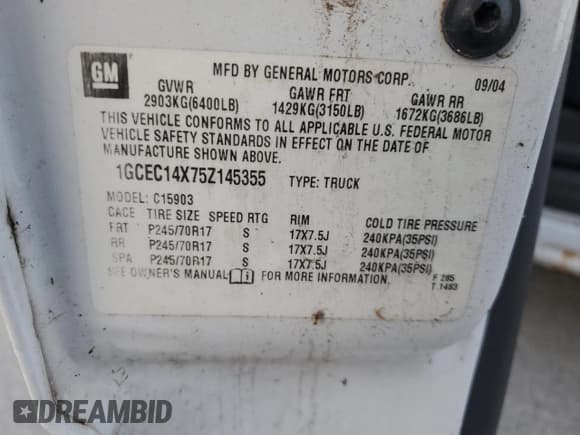 GM
MFD BY GENERAL MOTORS CORP. 09/04
GVWR GAWR FRT GAWR RR
2903KG(6400LB) 1429KG(3150LB) 1672KG(3686LB)
THIS VEHICLE CONFORMS TO ALL APPLICABLE U.S. FEDERAL MOTOR
VEHICLE SAFETY STANDARDS IN EFFECT ON THE DATE OF
MANUFACTURE SHOWN ABOVE.
1GCEC14X75Z145355 TYPE: TRUCK
MODEL: C15903
TIRE SIZE SPEED RTG RIM COLD TIRE PRESSURE
FRT P245/70R17 S 17X7.5J 240KPA(35PSI)
RR P245/70R17 S 17X7.5J 240KPA(35PSI)
SPA P245/70R17 S 17X7.5J 240KPA(35PSI)
SEE OWNER'S MANUAL FOR MORE INFORMATION.
F 285
T 1483
DREAMBID